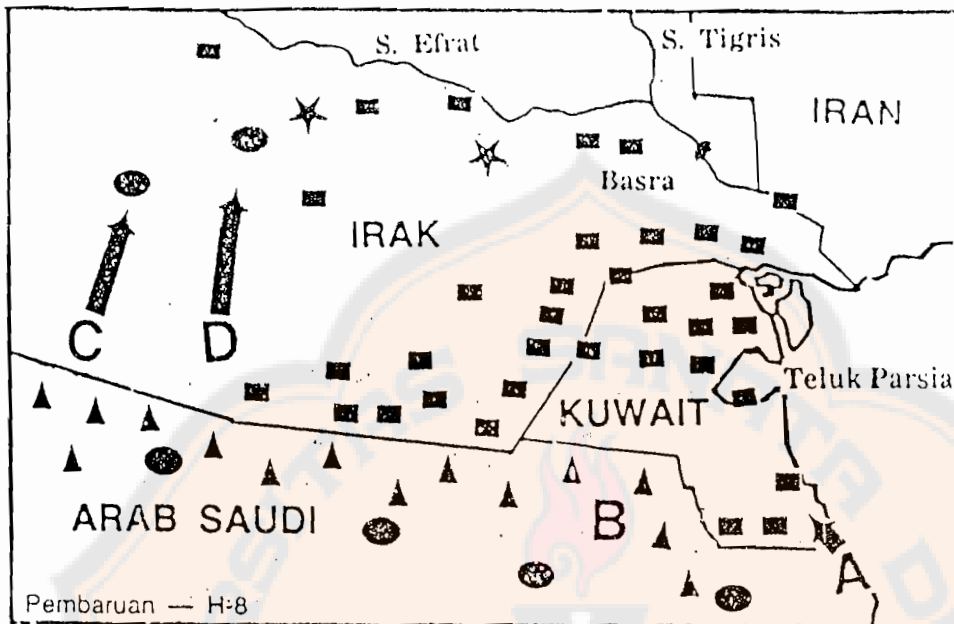 S. Efrat
S. Tigris
IRAN
Basra
IRAK
C
D
Teluk Parsia
KUWAIT
ARAB SAUDI
B
A
Pembaruan — H-8